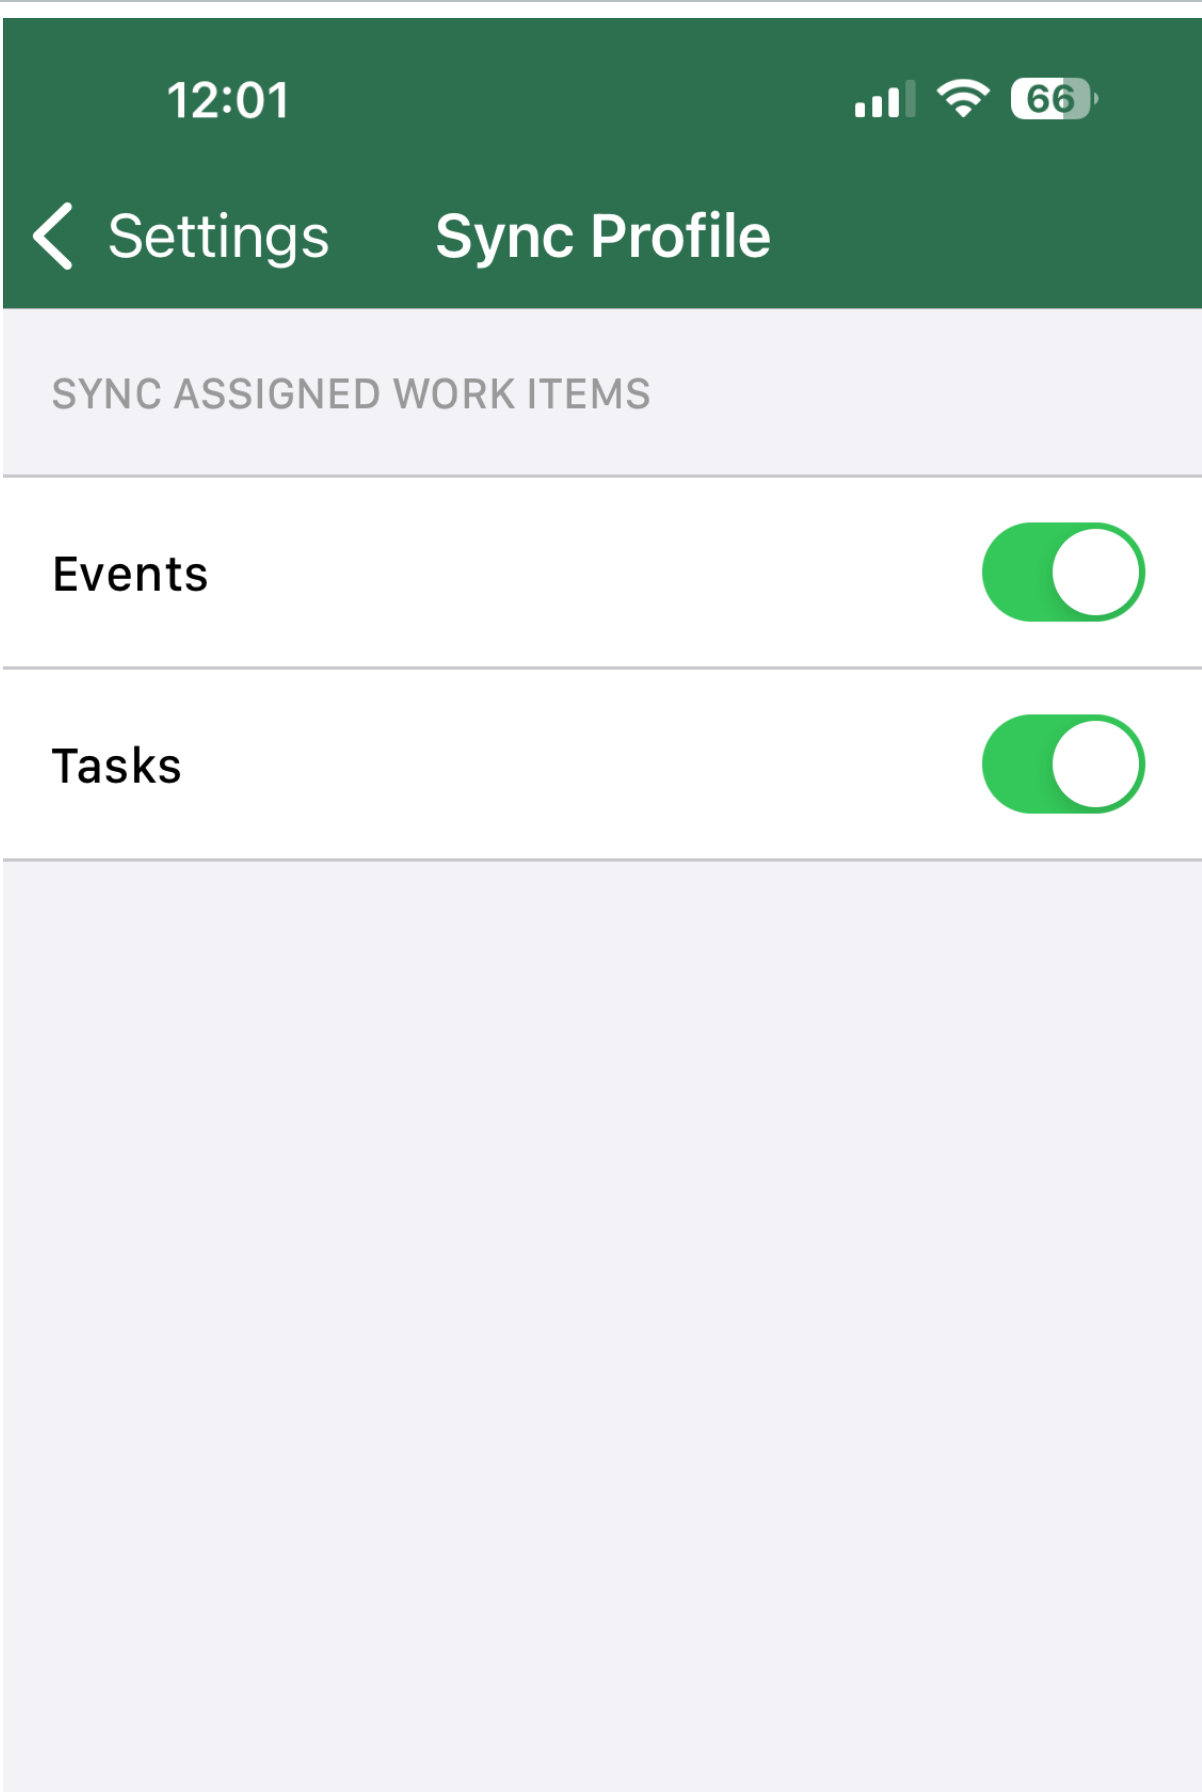 12:01 66
Settings Sync Profile
SYNC ASSIGNED WORK ITEMS
Events
Tasks